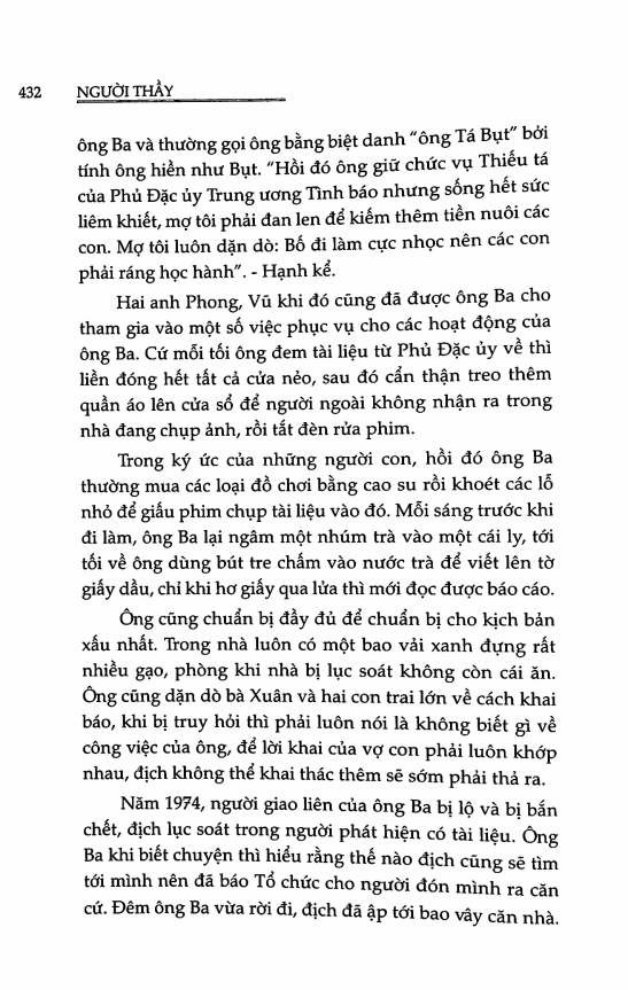 432 NGƯỜI THẦY
ông Ba và thường gọi ông bằng biệt danh "ông Tá Bụt" bởi
tính ông hiền như Bụt. "Hồi đó ông giữ chức vụ Thiếu tá
của Phủ Đặc ủy Trung ương Tình báo nhưng sống hết sức
liêm khiết, mợ tôi phải đan len để kiếm thêm tiền nuôi các
con. Mợ tôi luôn dặn dò: Bố đi làm cực nhọc nên các con
phải ráng học hành". - Hạnh kể.
Hai anh Phong, Vũ khi đó cũng đã được ông Ba cho
tham gia vào một số việc phục vụ cho các hoạt động của
ông Ba. Cứ mỗi tối ông đem tài liệu từ Phủ Đặc ủy về thì
liền đóng hết tất cả cửa nẻo, sau đó cẩn thận treo thêm
quần áo lên cửa sổ để người ngoài không nhận ra trong
nhà đang chụp ảnh, rồi tắt đèn rửa phim.
Trong ký ức của những người con, hồi đó ông Ba
thường mua các loại đồ chơi bằng cao su rồi khoét các lỗ
nhỏ để giấu phim chụp tài liệu vào đó. Mỗi sáng trước khi
đi làm, ông Ba lại ngâm một nhúm trà vào một cái ly, tới
tối về ông dùng bút tre chấm vào nước trà để viết lên tờ
giấy dầu, chỉ khi hơ giấy qua lửa thì mới đọc được báo cáo.
Ông cũng chuẩn bị đầy đủ để chuẩn bị cho kịch bản
xấu nhất. Trong nhà luôn có một bao vải xanh đựng rất
nhiều gạo, phòng khi nhà bị lục soát không còn cái ăn.
Ông cũng dặn dò bà Xuân và hai con trai lớn về cách khai
báo, khi bị truy hỏi thì phải luôn nói là không biết gì về
công việc của ông, để lời khai của vợ con phải luôn khớp
nhau, địch không thể khai thác thêm sẽ sớm phải thả ra.
Năm 1974, người giao liên của ông Ba bị lộ và bị bắn
chết, địch lục soát trong người phát hiện có tài liệu. Ông
Ba khi biết chuyện thì hiểu rằng thế nào địch cũng sẽ tìm
tới mình nên đã báo Tổ chức cho người đón mình ra căn
cứ. Đêm ông Ba vừa rời đi, địch đã ập tới bao vây căn nhà.